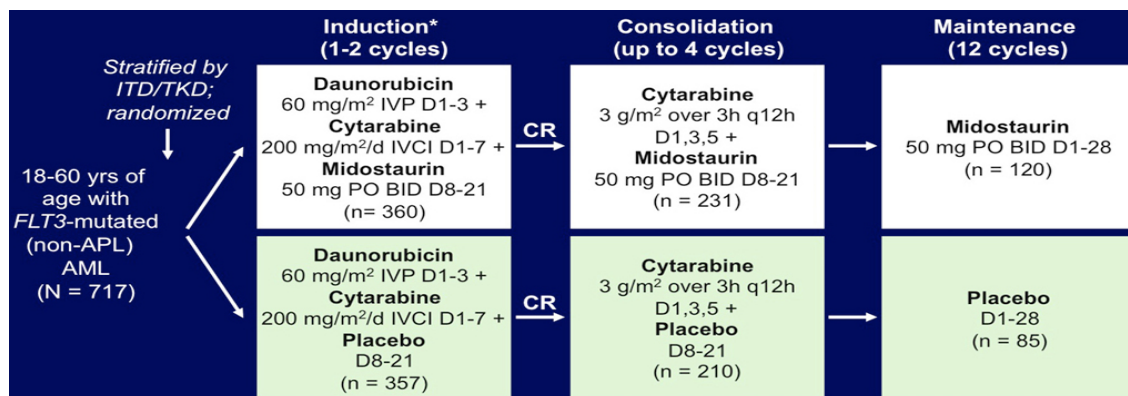 Induction*
(1-2 cycles)
Consolidation
(up to 4 cycles)
Maintenance
(12 cycles)
Stratified by
ITD/TKD;
randomized
18-60 yrs of
age with
FLT3-mutated
(non-APL)
AML
(N = 717)
Daunorubicin
60 mg/m² IVP D1-3 +
Cytarabine
200 mg/m²/d IVCI D1-7 +
Midostaurin
50 mg PO BID D8-21
(n= 360)
CR
Cytarabine
3 g/m² over 3h q12h
D1,3,5 +
Midostaurin
50 mg PO BID D8-21
(n = 231)
Midostaurin
50 mg PO BID D1-28
(n = 120)
Daunorubicin
60 mg/m² IVP D1-3 +
Cytarabine
200 mg/m²/d IVCI D1-7 +
Placebo
D8-21
(n = 357)
CR
Cytarabine
3 g/m² over 3h q12h
D1,3,5 +
Placebo
D8-21
(n = 210)
Placebo
D1-28
(n = 85)